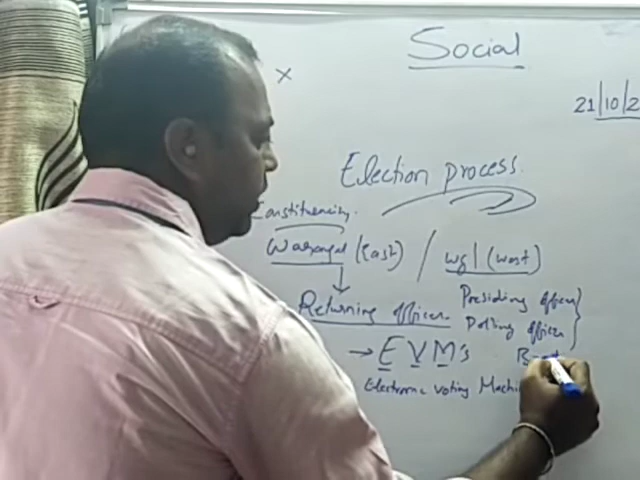 Social
21/10/2
Election process.
Constituency.
Warangal (East) / wgl (west)
Returning officer Presiding officer
Polling officer
→ EVM's
Electronic voting Machin